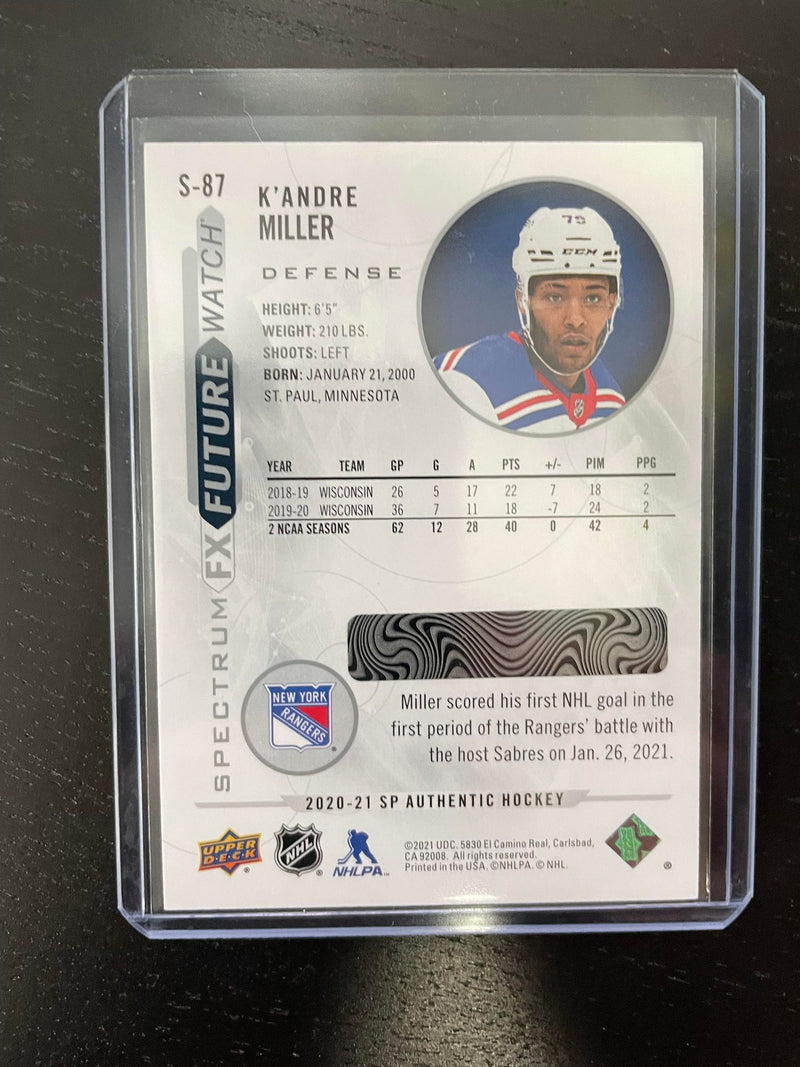 S-87
K'ANDRE
MILLER
DEFENSE
HEIGHT: 6'5"
WEIGHT: 210 LBS.
SHOOTS: LEFT
BORN: JANUARY 21, 2000
ST. PAUL, MINNESOTA
79
CCM
SPECTRUM FX FUTURE WATCH
YEAR TEAM GP G A PTS +/- PIM PPG
2018-19 WISCONSIN 26 5 17 22 7 18 2
2019-20 WISCONSIN 36 7 11 18 -7 24 2
2 NCAA SEASONS 62 12 28 40 0 42 4
NEW YORK
RANGERS
Miller scored his first NHL goal in the
first period of the Rangers' battle with
the host Sabres on Jan. 26, 2021.
2020-21 SP AUTHENTIC HOCKEY
UPPER
DECK
NHL
NHLPA
©2021 UDC. 5830 El Camino Real, Carlsbad,
CA 92008. All rights reserved.
Printed in the USA. ©NHLPA. © NHL.